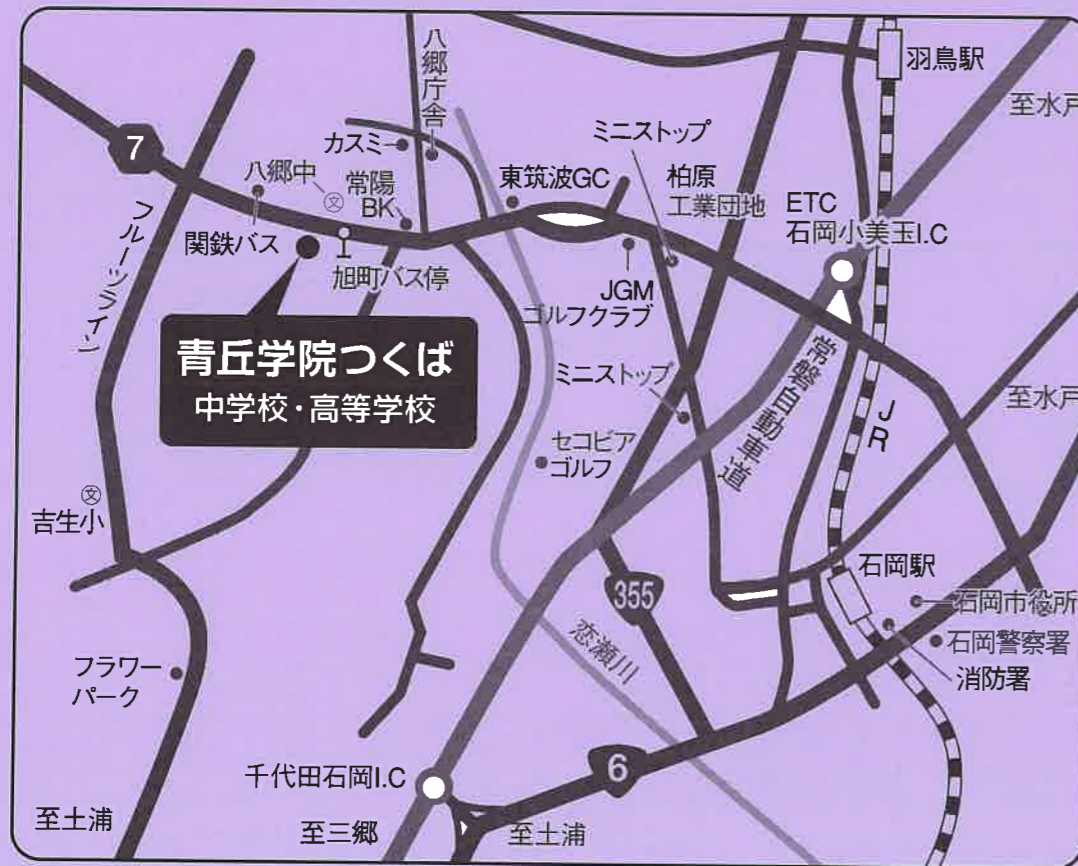 羽鳥駅
至水戸
八郷庁舎
ミニストップ
カスミ
7
八郷中
文
常陽
BK
東筑波GC
柏原
工業団地
ETC
石岡小美玉I.C
関鉄バス
旭町バス停
フルーツライン
JGM
ゴルフクラブ
青丘学院つくば
中学校・高等学校
ミニストップ
常磐自動車道
JR
至水戸
セコビア
ゴルフ
文
吉生小
355
石岡駅
石岡市役所
恋瀬川
石岡警察署
消防署
フラワー
パーク
6
千代田石岡I.C
至土浦
至三郷
至土浦